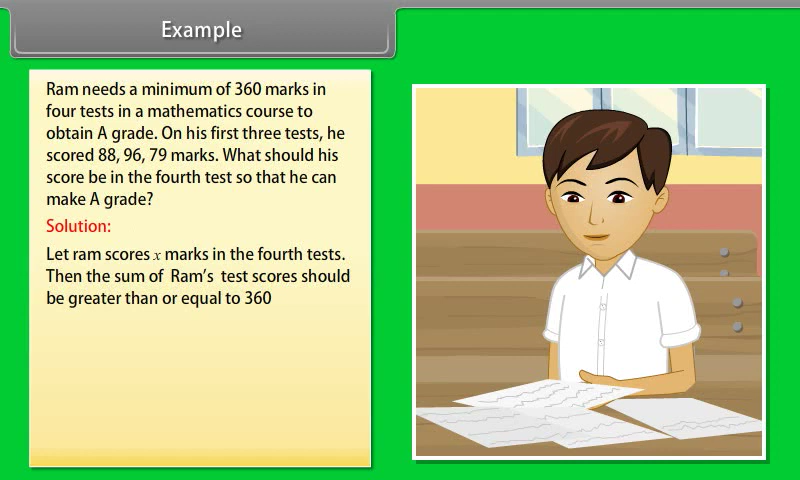 Example
Ram needs a minimum of 360 marks in
four tests in a mathematics course to
obtain A grade. On his first three tests, he
scored 88, 96, 79 marks. What should his
score be in the fourth test so that he can
make A grade?
Solution:
Let ram scores x marks in the fourth tests.
Then the sum of Ram's test scores should
be greater than or equal to 360